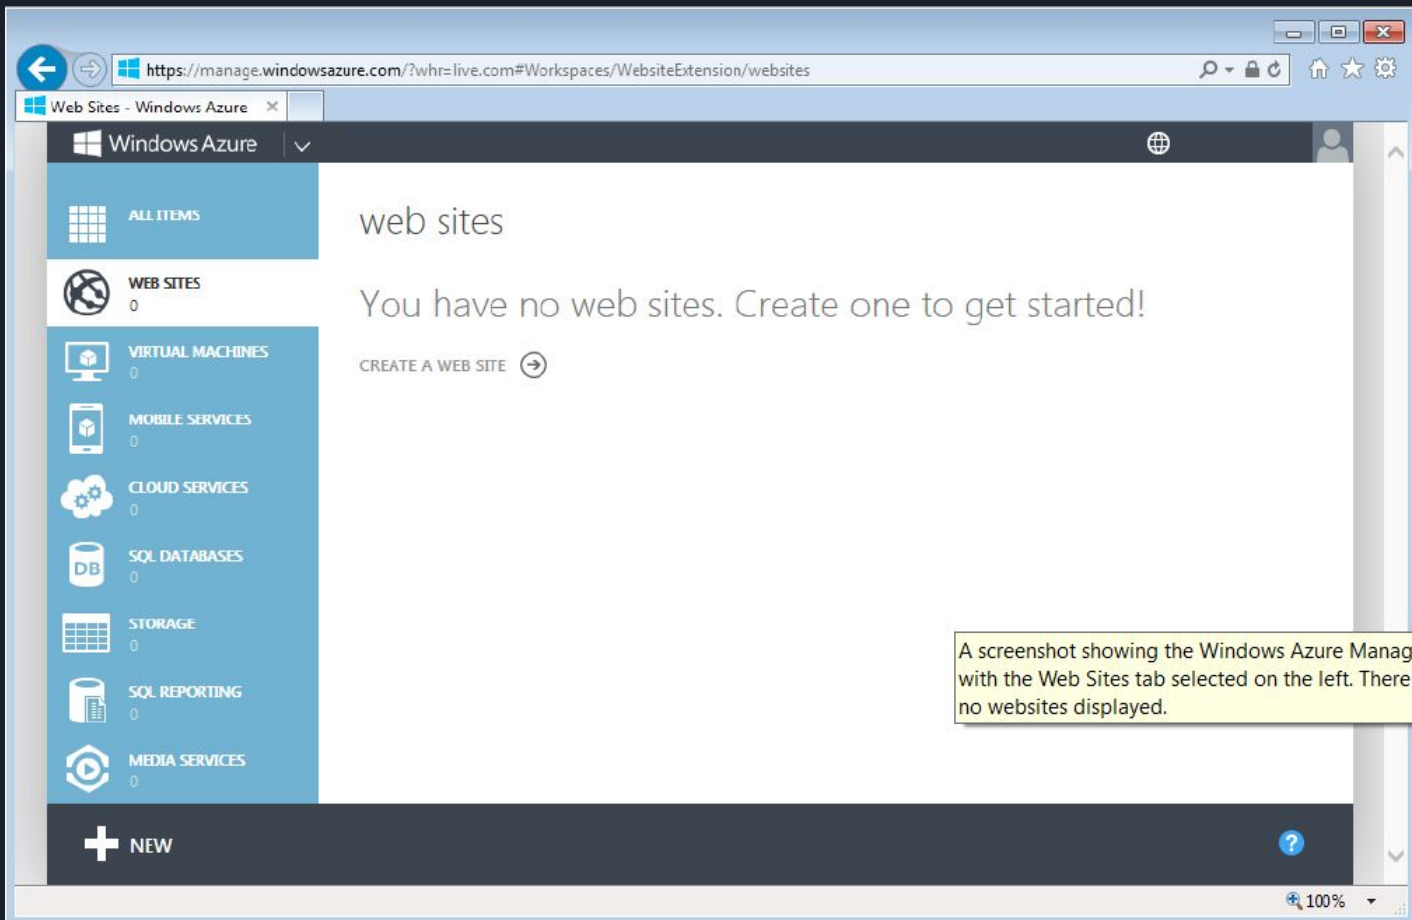 https://manage.windowsazure.com/?whr=live.com#Workspaces/WebsiteExtension/websites
Web Sites - Windows Azure
Windows Azure
ALL ITEMS
WEB SITES
0
VIRTUAL MACHINES
0
MOBILE SERVICES
0
CLOUD SERVICES
0
DB
SQL DATABASES
0
STORAGE
0
SQL REPORTING
0
MEDIA SERVICES
0
web sites
You have no web sites. Create one to get started!
CREATE A WEB SITE
A screenshot showing the Windows Azure Manag
with the Web Sites tab selected on the left. There
no websites displayed.
NEW
?
100%